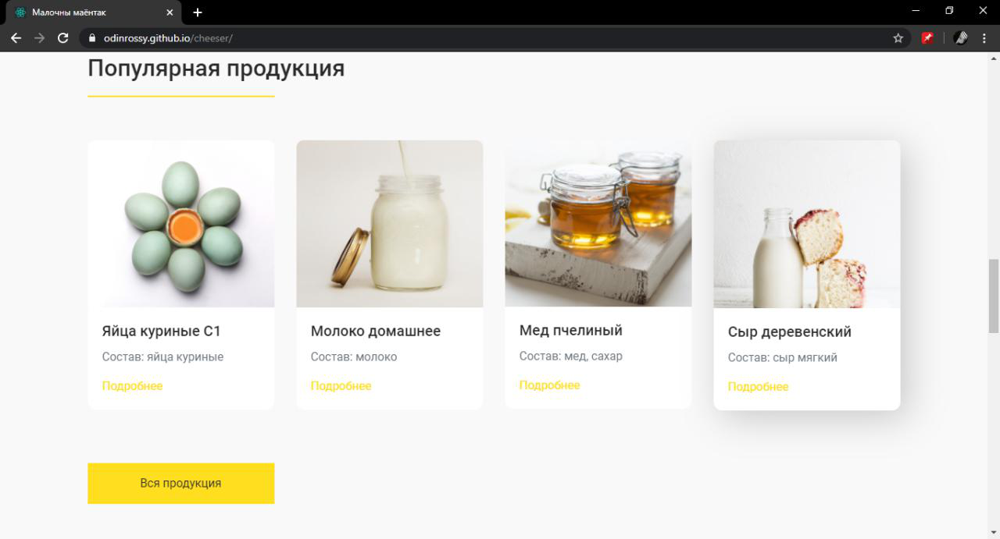 Малочны маёнтак
odinrossy.github.io/cheeser/
Популярная продукция
Яйца куриные С1
Состав: яйца куриные
Подробнее
Молоко домашнее
Состав: молоко
Подробнее
Мед пчелиный
Состав: мед, сахар
Подробнее
Сыр деревенский
Состав: сыр мягкий
Подробнее
Вся продукция